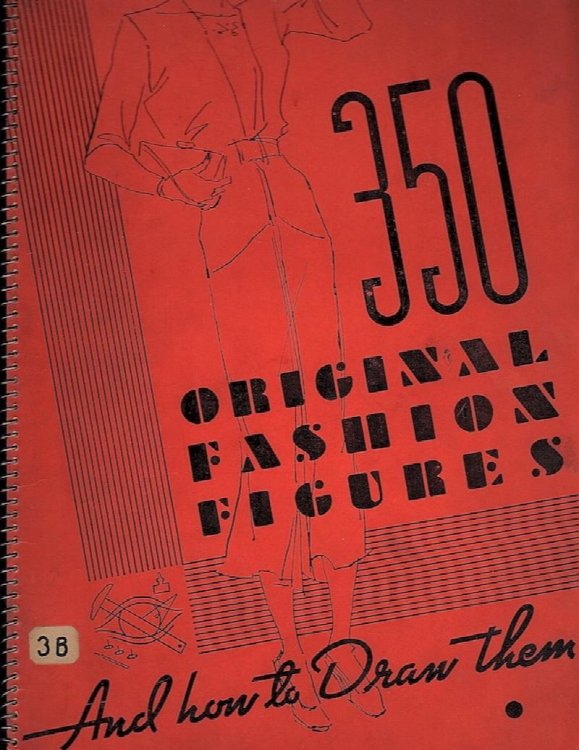 350
ORIGINAL
FASHION
FIGURES
3B
And how to Draw them